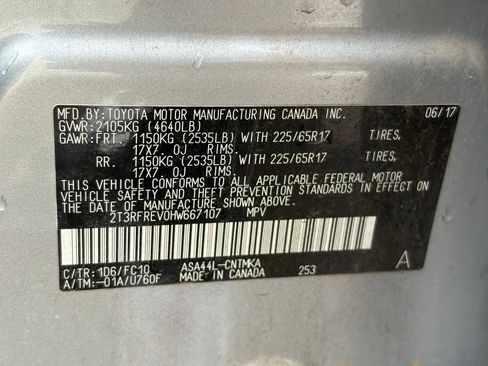 MFD.BY:TOYOTA MOTOR MANUFACTURING CANADA INC. 06/17
GVWR:2105KG (4640LB)
GAWR:FRT. 1150KG (2535LB) WITH 225/65R17 TIRES,
17X7.0J RIMS.
RR. 1150KG (2535LB) WITH 225/65R17 TIRES,
17X7.0J RIMS.
THIS VEHICLE CONFORMS TO ALL APPLICABLE FEDERAL MOTOR
VEHICLE SAFETY AND THEFT PREVENTION STANDARDS IN EFFECT ON
THE DATE OF MANUFACTURE SHOWN ABOVE.
2T3RFREV0HW667107 MPV
C/TR:1D6/FC10 ASA44L-CNTMKA
A/TM:-01A/U760F MADE IN CANADA 253 A